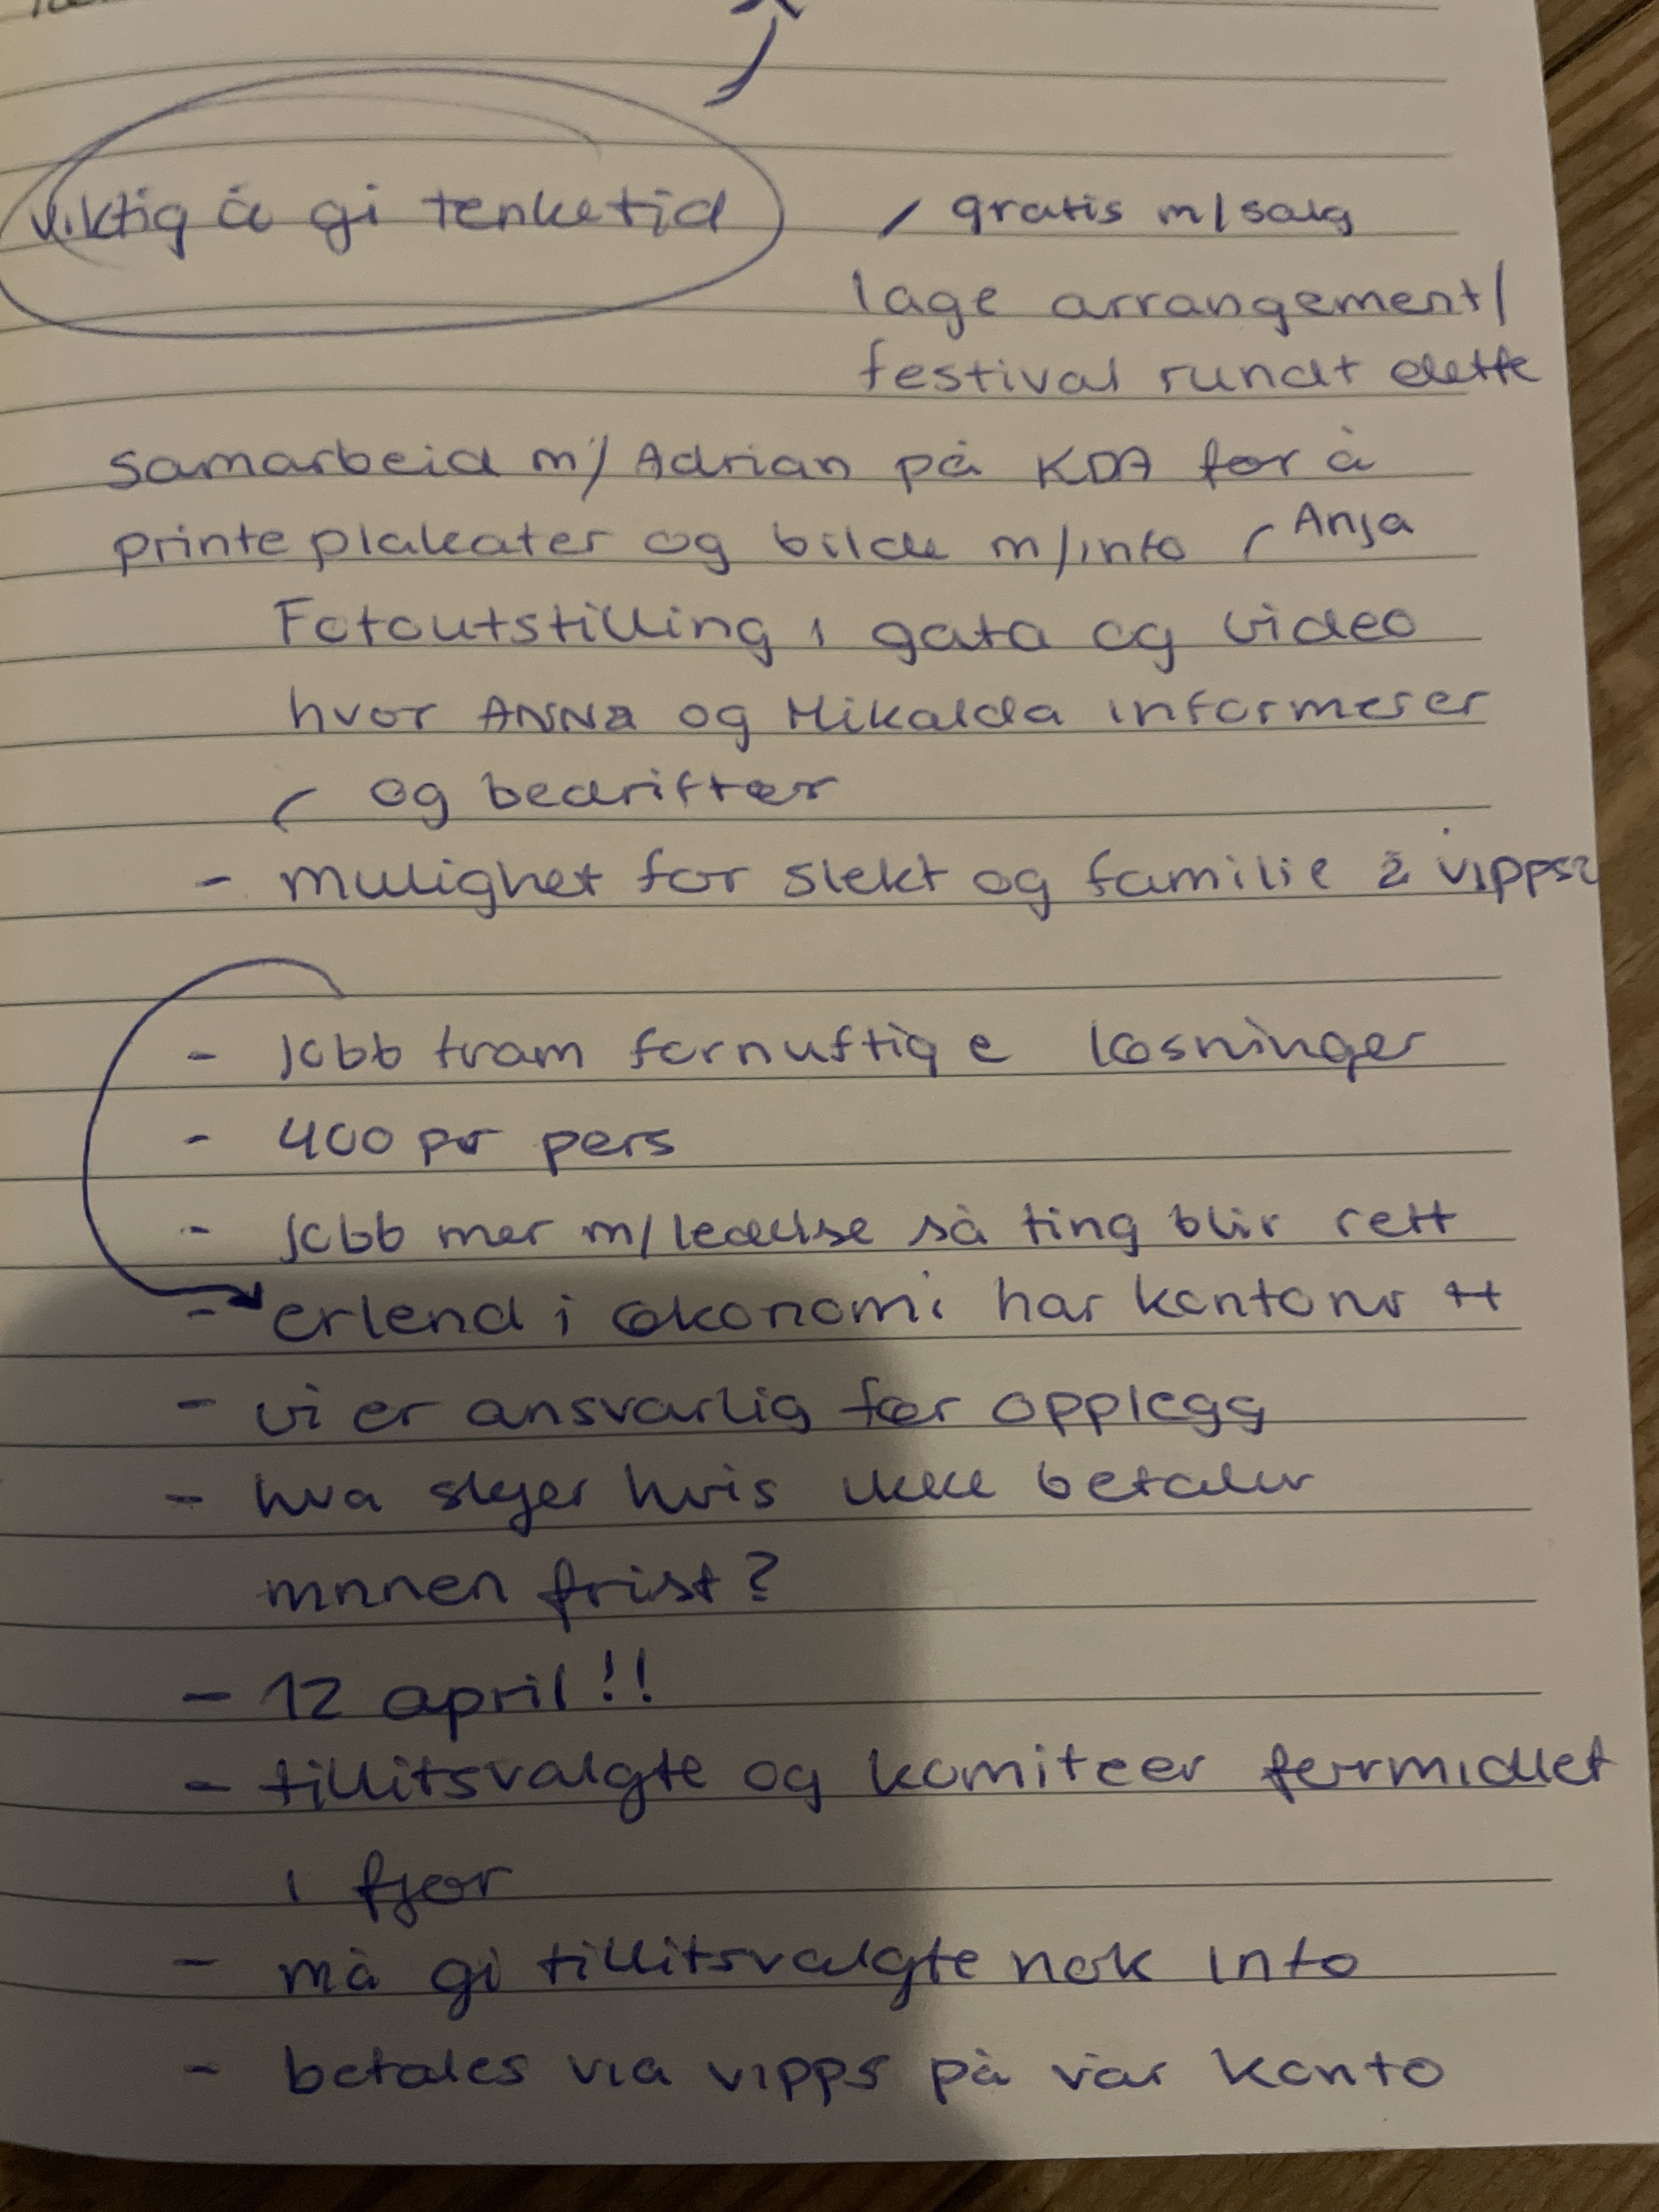 viktig å gi tenketid
gratis m/salg
lage arrangement/
festival rundt dette
samarbeid m/ Adrian på KDA for å
printe plakater og bilde m/info
Anja
Fotoutstilling i gata og video
hvor ANNA og Mikalda informerer
og bedrifter
- mulighet for slekt og familie å vippse
- jobb fram fornuftige løsninger
- 400 pr pers
- jobb mer m/ledelse så ting blir rett
- erlend i økonomi har kontonr ++
- vi er ansvarlig for opplegg
- hva skjer hvis ikke betaler
innen frist?
- 12 april!!
- tillitsvalgte og komiteer formidlet
i fjor
- må gi tillitsvalgte nok info
- betales via vipps på vår konto